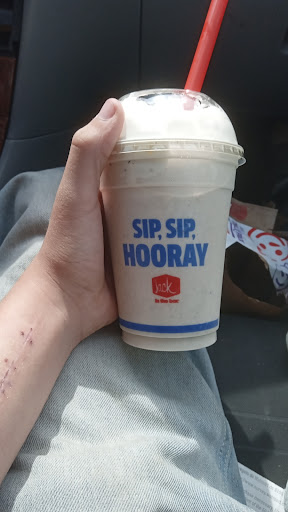 SIP, SIP,
HOORAY
jack
in the box